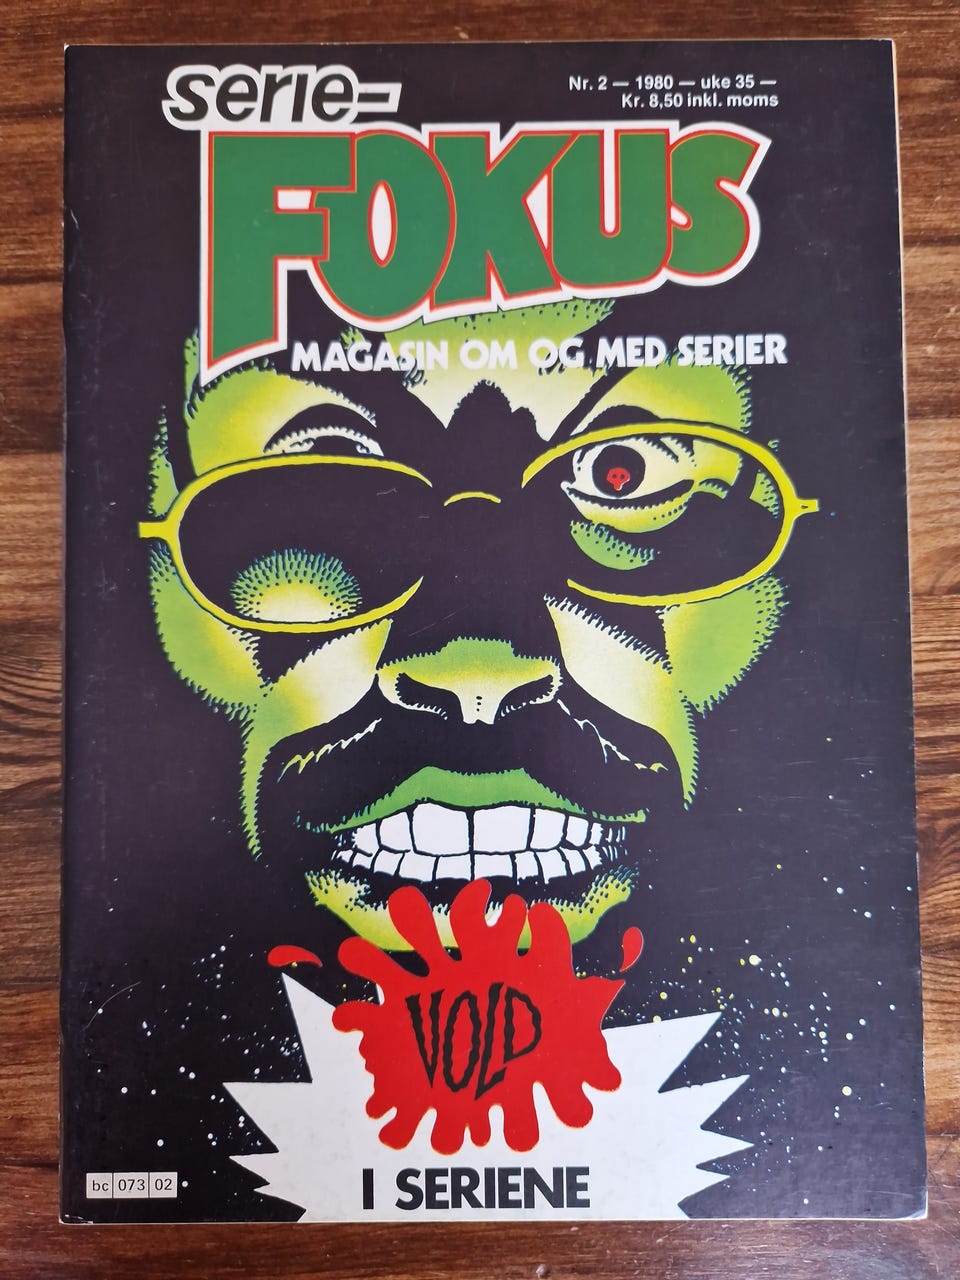 serie-
Nr. 2 — 1980 — uke 35 —
Kr. 8,50 inkl. moms
FOKUS
MAGASIN OM OG MED SERIER
VOLD
I SERIENE
bc 073 02